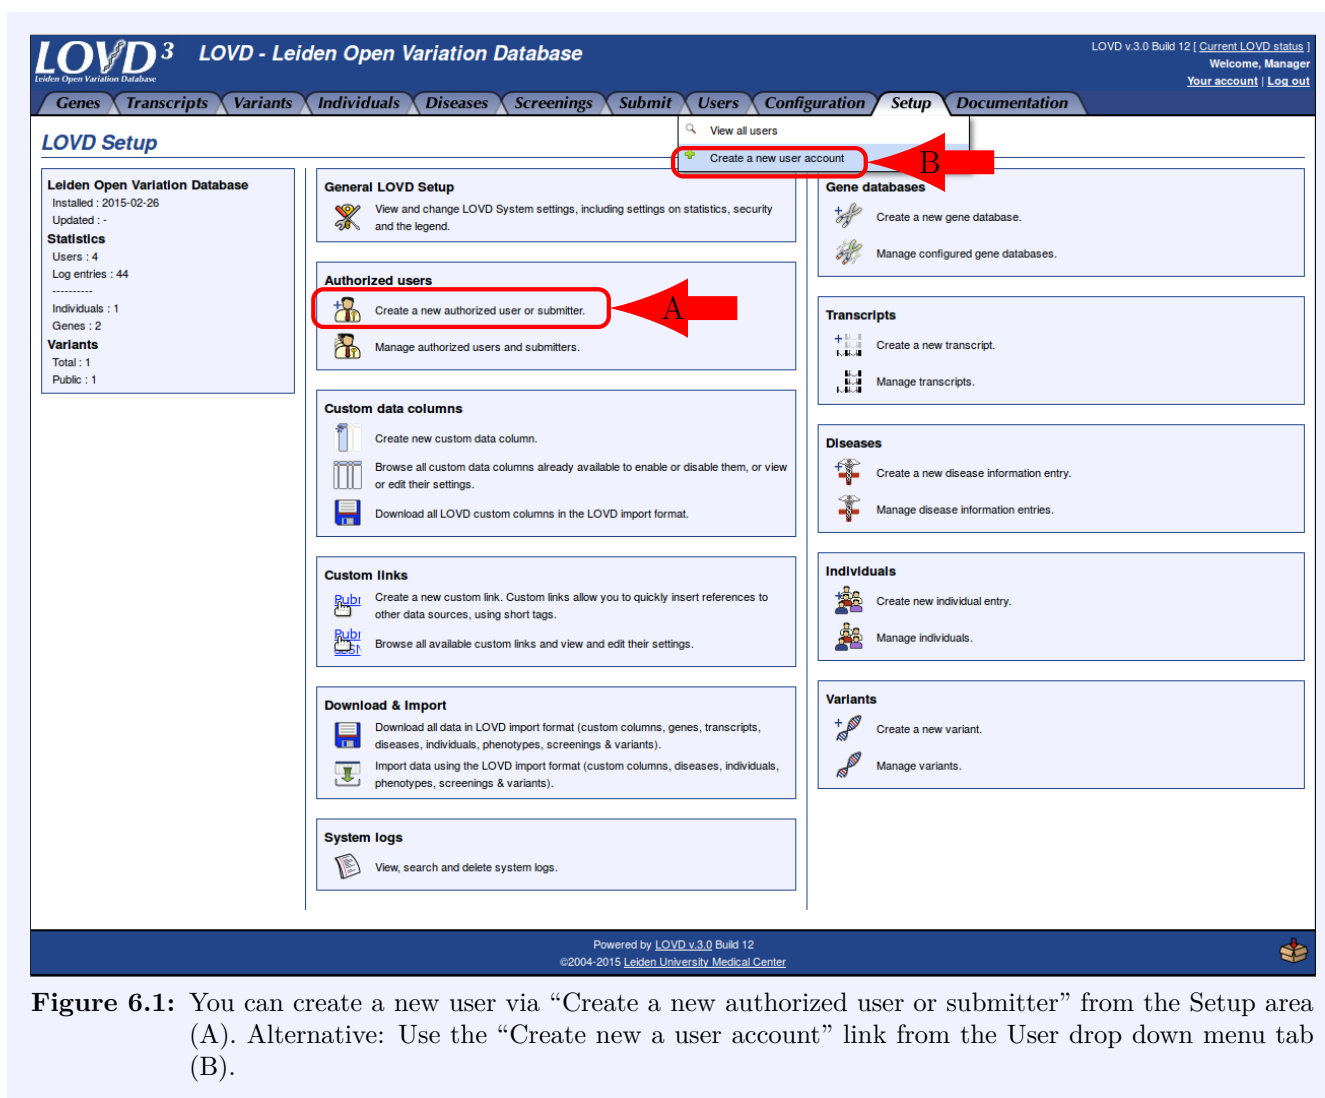 LOVD 3 LOVD - Leiden Open Variation Database
Leiden Open Variation Database
LOVD v.3.0 Build 12 [ Current LOVD status ]
Welcome, Manager
Your account | Log out
Genes Transcripts Variants Individuals Diseases Screenings Submit Users Configuration Setup Documentation
View all users
Create a new user account
B
LOVD Setup
Leiden Open Variation Database
Installed : 2015-02-26
Updated : -
Statistics
Users : 4
Log entries : 44
----------
Individuals : 1
Genes : 2
Variants
Total : 1
Public : 1
General LOVD Setup
View and change LOVD System settings, including settings on statistics, security
and the legend.
Authorized users
Create a new authorized user or submitter.
A
Manage authorized users and submitters.
Custom data columns
Create new custom data column.
Browse all custom data columns already available to enable or disable them, or view
or edit their settings.
Download all LOVD custom columns in the LOVD import format.
Custom links
Create a new custom link. Custom links allow you to quickly insert references to
other data sources, using short tags.
Browse all available custom links and view and edit their settings.
Download & Import
Download all data in LOVD import format (custom columns, genes, transcripts,
diseases, individuals, phenotypes, screenings & variants).
Import data using the LOVD import format (custom columns, diseases, individuals,
phenotypes, screenings & variants).
System logs
View, search and delete system logs.
Gene databases
Create a new gene database.
Manage configured gene databases.
Transcripts
Create a new transcript.
Manage transcripts.
Diseases
Create a new disease information entry.
Manage disease information entries.
Individuals
Create new individual entry.
Manage individuals.
Variants
Create a new variant.
Manage variants.
Powered by LOVD v.3.0 Build 12
©2004-2015 Leiden University Medical Center
Figure 6.1: You can create a new user via “Create a new authorized user or submitter” from the Setup area
(A). Alternative: Use the “Create new a user account” link from the User drop down menu tab
(B).